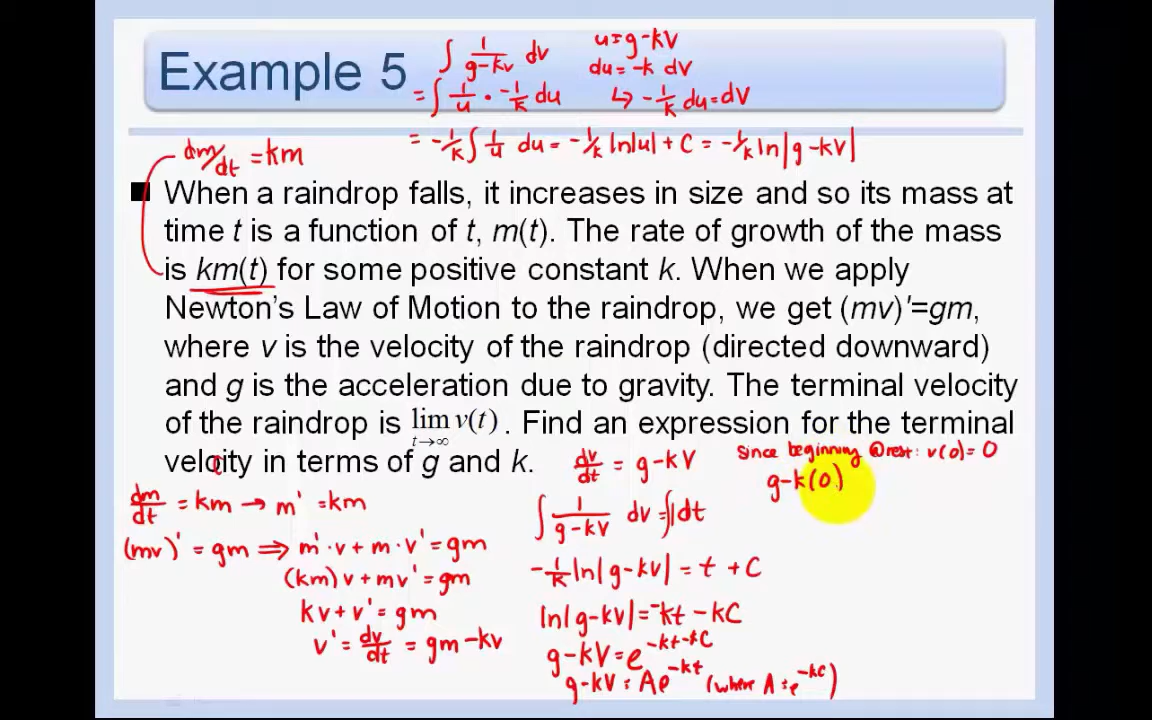 ∫ 1/(g-kv) dv   u=g-kV
Example 5
du=-k dV
=∫ 1/u · -1/k du   ↳ -1/k du=dV
= -1/k ∫ 1/u du = -1/k ln|u| + C = -1/k ln|g-kV|
dm/dt = km
■ When a raindrop falls, it increases in size and so its mass at
time t is a function of t, m(t). The rate of growth of the mass
is km(t) for some positive constant k. When we apply
Newton's Law of Motion to the raindrop, we get (mv)'=gm,
where v is the velocity of the raindrop (directed downward)
and g is the acceleration due to gravity. The terminal velocity
of the raindrop is lim t→∞ v(t). Find an expression for the terminal
velocity in terms of g and k.
dm/dt = km → m' = km
(mv)' = gm ⇒ m'·v + m·v' = gm
(km)v + mv' = gm
kv + v' = gm
v' = dv/dt = gm - kv
dv/dt = g-kV
∫ 1/(g-kV) dv = ∫1dt
-1/k ln|g-kv| = t + C
ln|g-kv| = -kt - kC
g-kV = e^(-kt-kC)
g-kV = Ae^(-kt) (where A = e^(-kC))
Since beginning @ rest: v(0) = 0
g-k(0)